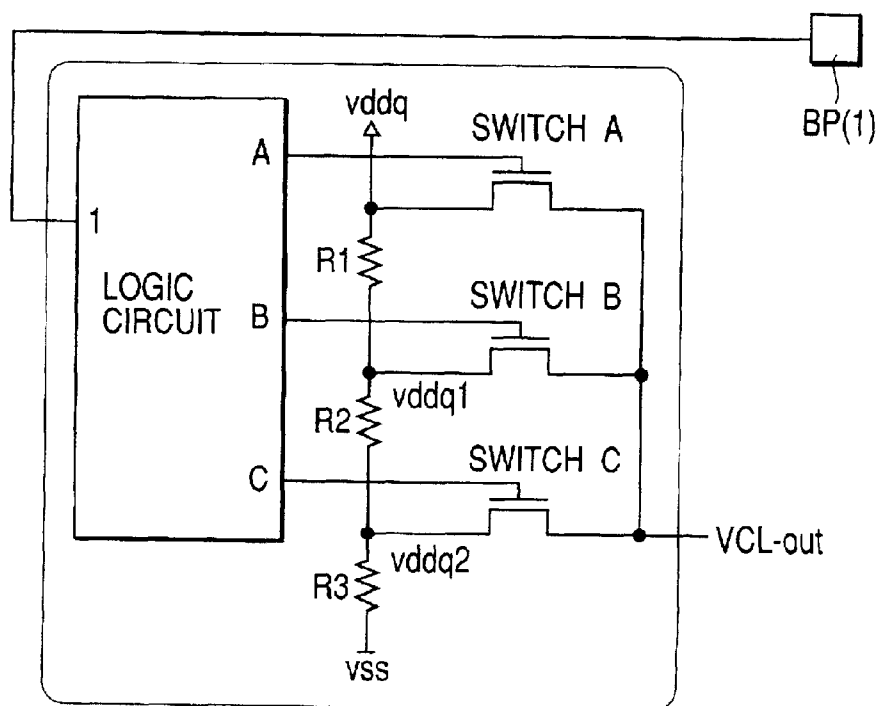 BP(1)
vddq
SWITCH A
A
1
R1
LOGIC
CIRCUIT
SWITCH B
B
vddq1
R2
SWITCH C
C
vddq2
VCL-out
R3
vss